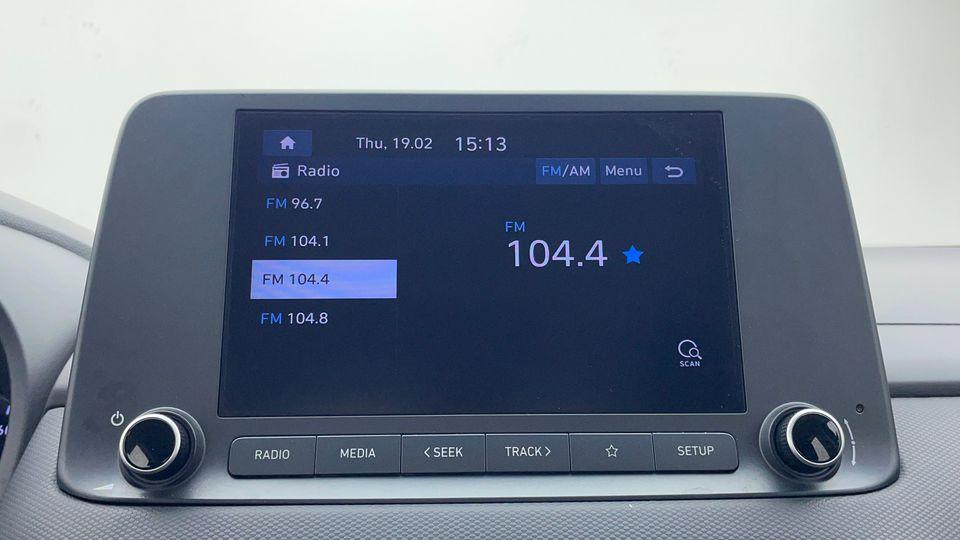 Thu, 19.02 15:13
Radio FM/AM Menu
FM 96.7
FM 104.1
FM 104.4
FM 104.8
FM
104.4
SCAN
RADIO MEDIA <SEEK TRACK> SETUP